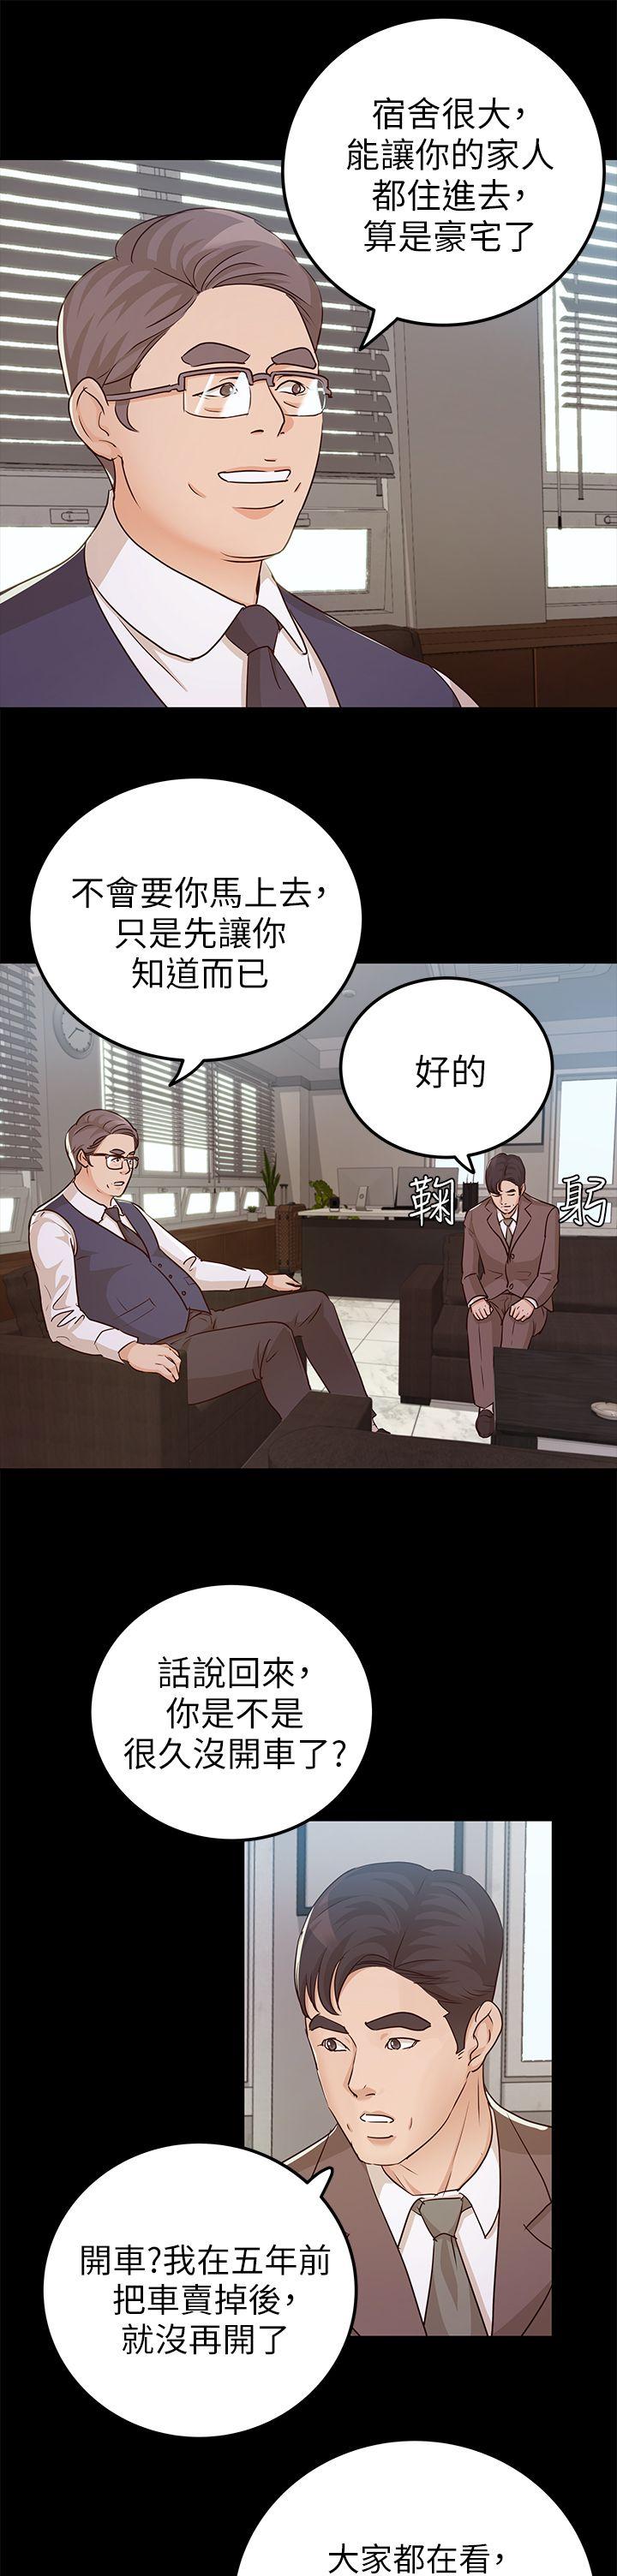 宿舍很大，
能讓你的家人
都住進去，
算是豪宅了
不會要你馬上去，
只是先讓你
知道而已
好的
鞠躬
話說回來，
你是不是
很久沒開車了？
開車？我在五年前
把車賣掉後，
就沒再開了
大家都在看，